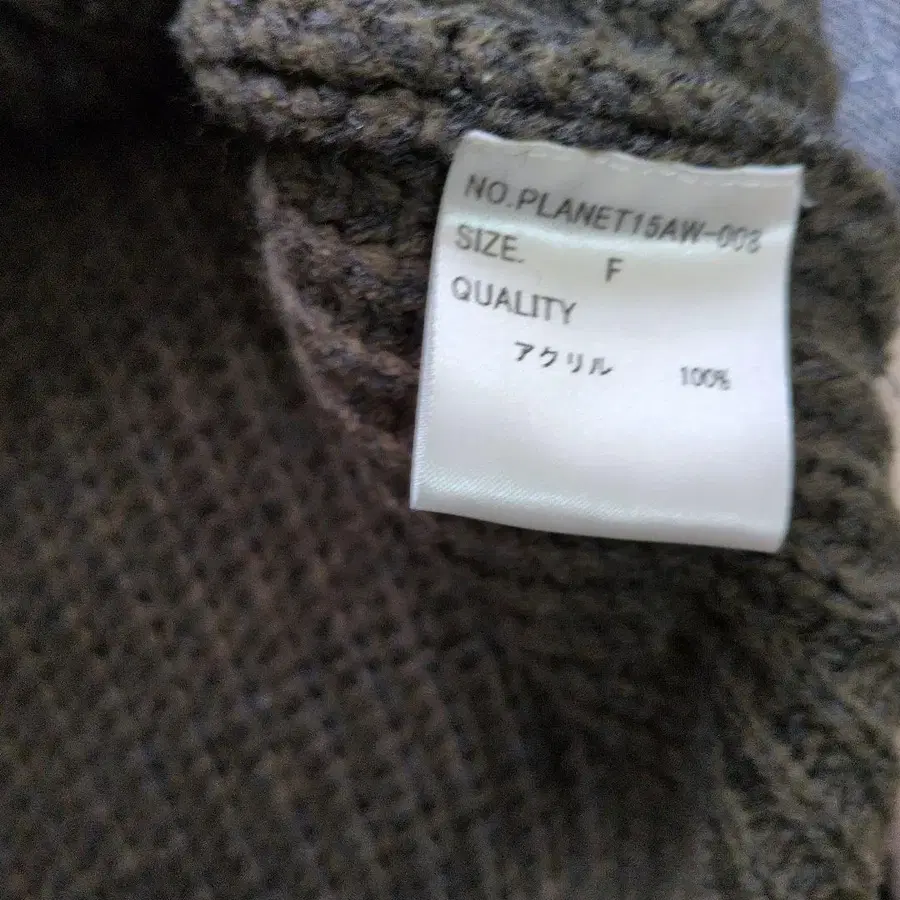 NO.PLANET15AW-008
SIZE. F
QUALITY
アクリル 100%